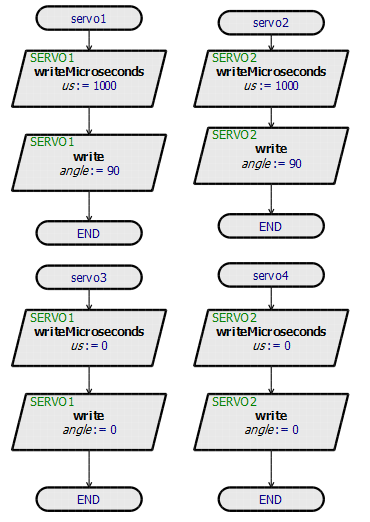 servo1
SERVO1
writeMicroseconds
us := 1000
SERVO1
write
angle := 90
END
servo2
SERVO2
writeMicroseconds
us := 1000
SERVO2
write
angle := 90
END
servo3
SERVO1
writeMicroseconds
us := 0
SERVO1
write
angle := 0
END
servo4
SERVO2
writeMicroseconds
us := 0
SERVO2
write
angle := 0
END